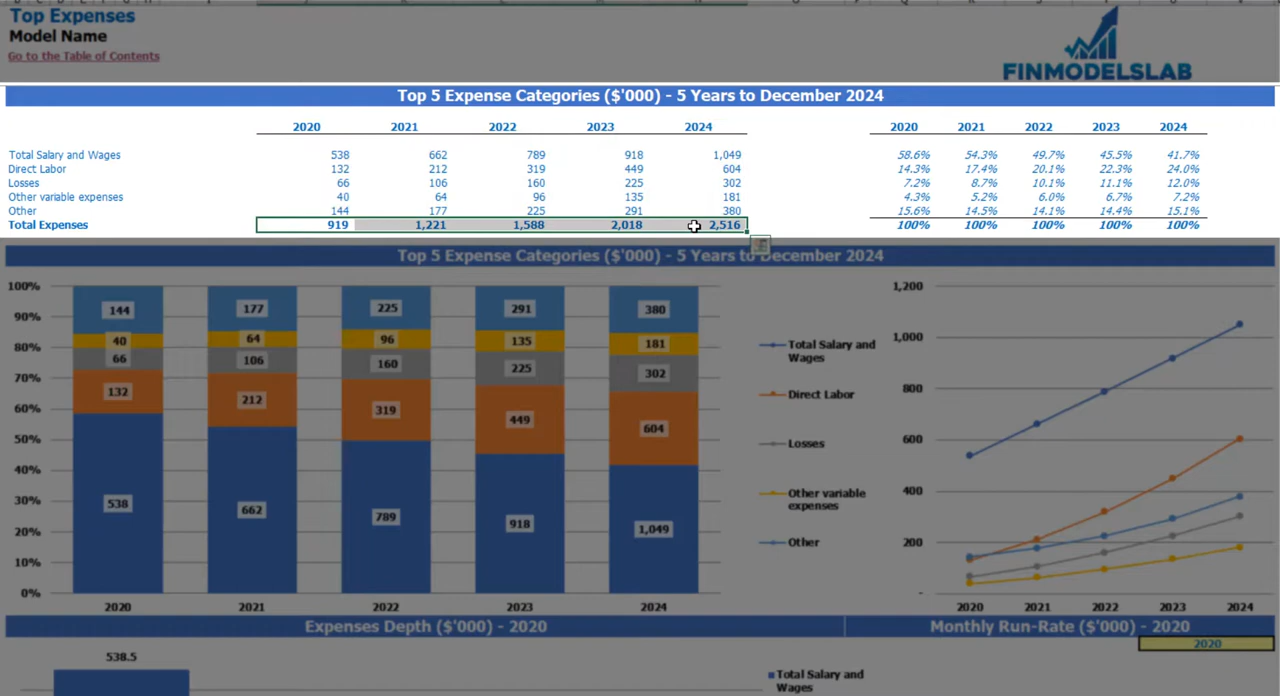 Top Expenses
Model Name
Go to the Table of Contents
FINMODELSLAB
Top 5 Expense Categories ($'000) - 5 Years to December 2024
2020 2021 2022 2023 2024 2020 2021 2022 2023 2024
Total Salary and Wages 538 662 789 918 1,049 58.6% 54.3% 49.7% 45.5% 41.7%
Direct Labor 132 212 319 449 604 14.3% 17.4% 20.1% 22.3% 24.0%
Losses 66 106 160 225 302 7.2% 8.7% 10.1% 11.1% 12.0%
Other variable expenses 40 64 96 135 181 4.3% 5.2% 6.0% 6.7% 7.2%
Other 144 177 225 291 380 15.6% 14.5% 14.1% 14.4% 15.1%
Total Expenses 919 1,221 1,588 2,018 2,516 100% 100% 100% 100% 100%
Top 5 Expense Categories ($'000) - 5 Years to December 2024
100%
90%
80%
70%
60%
50%
40%
30%
20%
10%
0%
144 177 225 291 380
40 64 96 135 181
66 106 160 225 302
132 212 319 449 604
538 662 789 918 1,049
2020 2021 2022 2023 2024
Total Salary and
Wages
Direct Labor
Losses
Other variable
expenses
Other
1,200
1,000
800
600
400
200
-
2020 2021 2022 2023 2024
Expenses Depth ($'000) - 2020
Monthly Run-Rate ($'000) - 2020
2020
538.5
Total Salary and
Wages